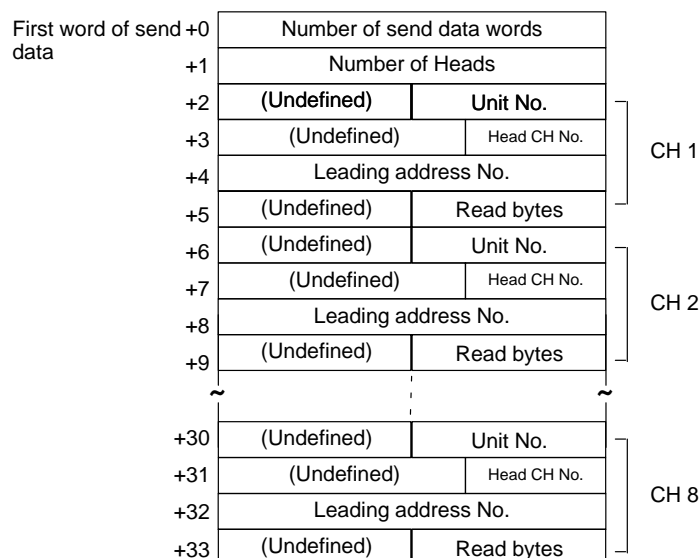 First word of send data +0 Number of send data words
+1 Number of Heads
+2 (Undefined) Unit No.
+3 (Undefined) Head CH No.
CH 1
+4 Leading address No.
+5 (Undefined) Read bytes
+6 (Undefined) Unit No.
+7 (Undefined) Head CH No.
CH 2
+8 Leading address No.
+9 (Undefined) Read bytes
~ ~
+30 (Undefined) Unit No.
+31 (Undefined) Head CH No.
CH 8
+32 Leading address No.
+33 (Undefined) Read bytes